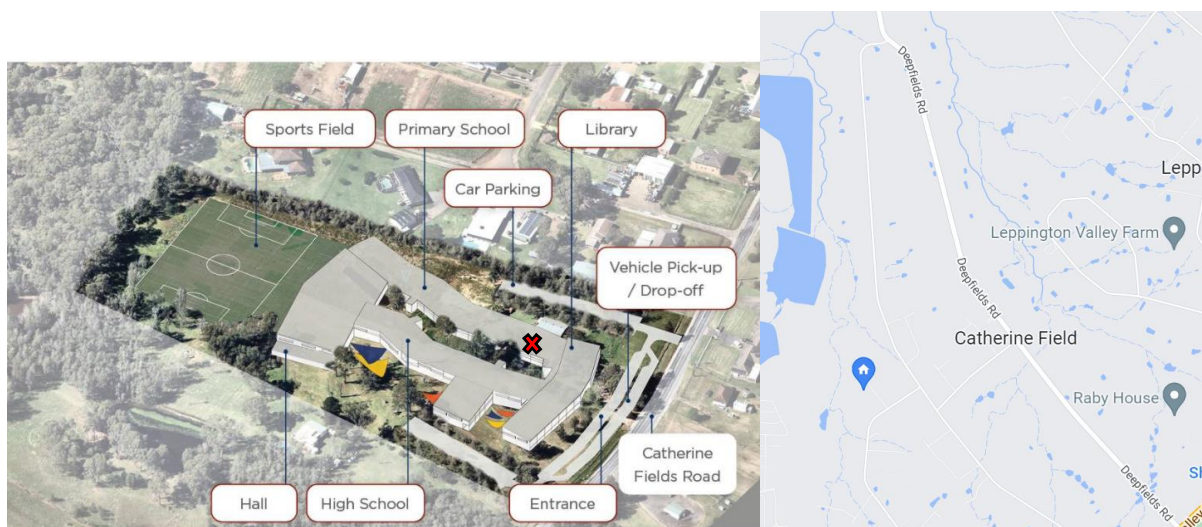 Sports Field
Primary School
Library
Car Parking
Vehicle Pick-up
/ Drop-off
Hall
High School
Entrance
Catherine
Fields Road
Deepfields Rd
Lepp
Leppington Valley Farm
Deepfields Rd
Catherine Field
Raby House
Deepfields Rd